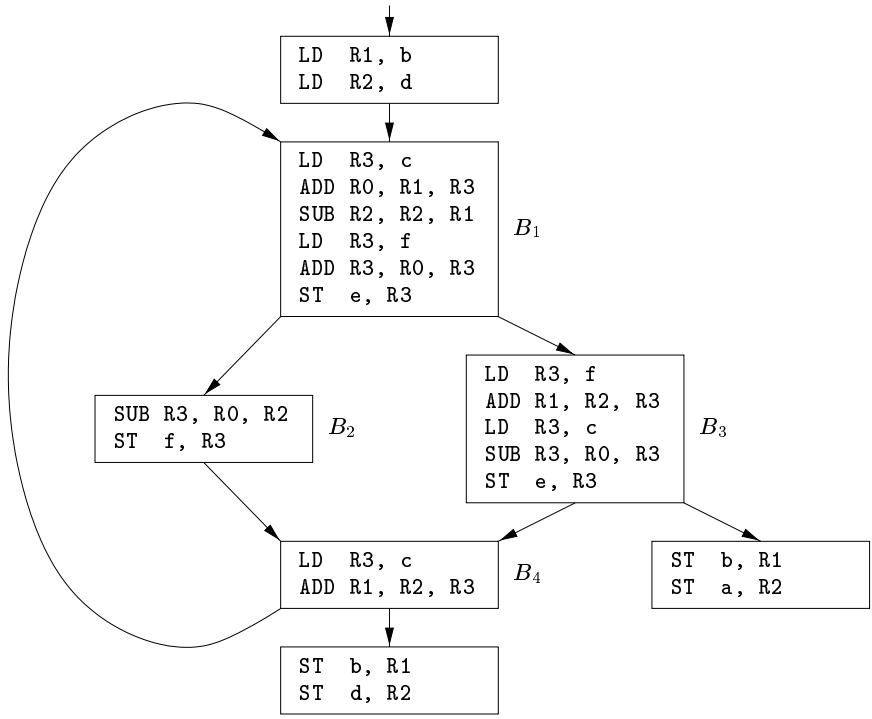 LD R1, b
LD R2, d
LD R3, c
ADD R0, R1, R3
SUB R2, R2, R1
LD R3, f
ADD R3, R0, R3
ST e, R3
B₁
SUB R3, R0, R2
ST f, R3
B₂
LD R3, f
ADD R1, R2, R3
LD R3, c
SUB R3, R0, R3
ST e, R3
B₃
LD R3, c
ADD R1, R2, R3
B₄
ST b, R1
ST a, R2
ST b, R1
ST d, R2